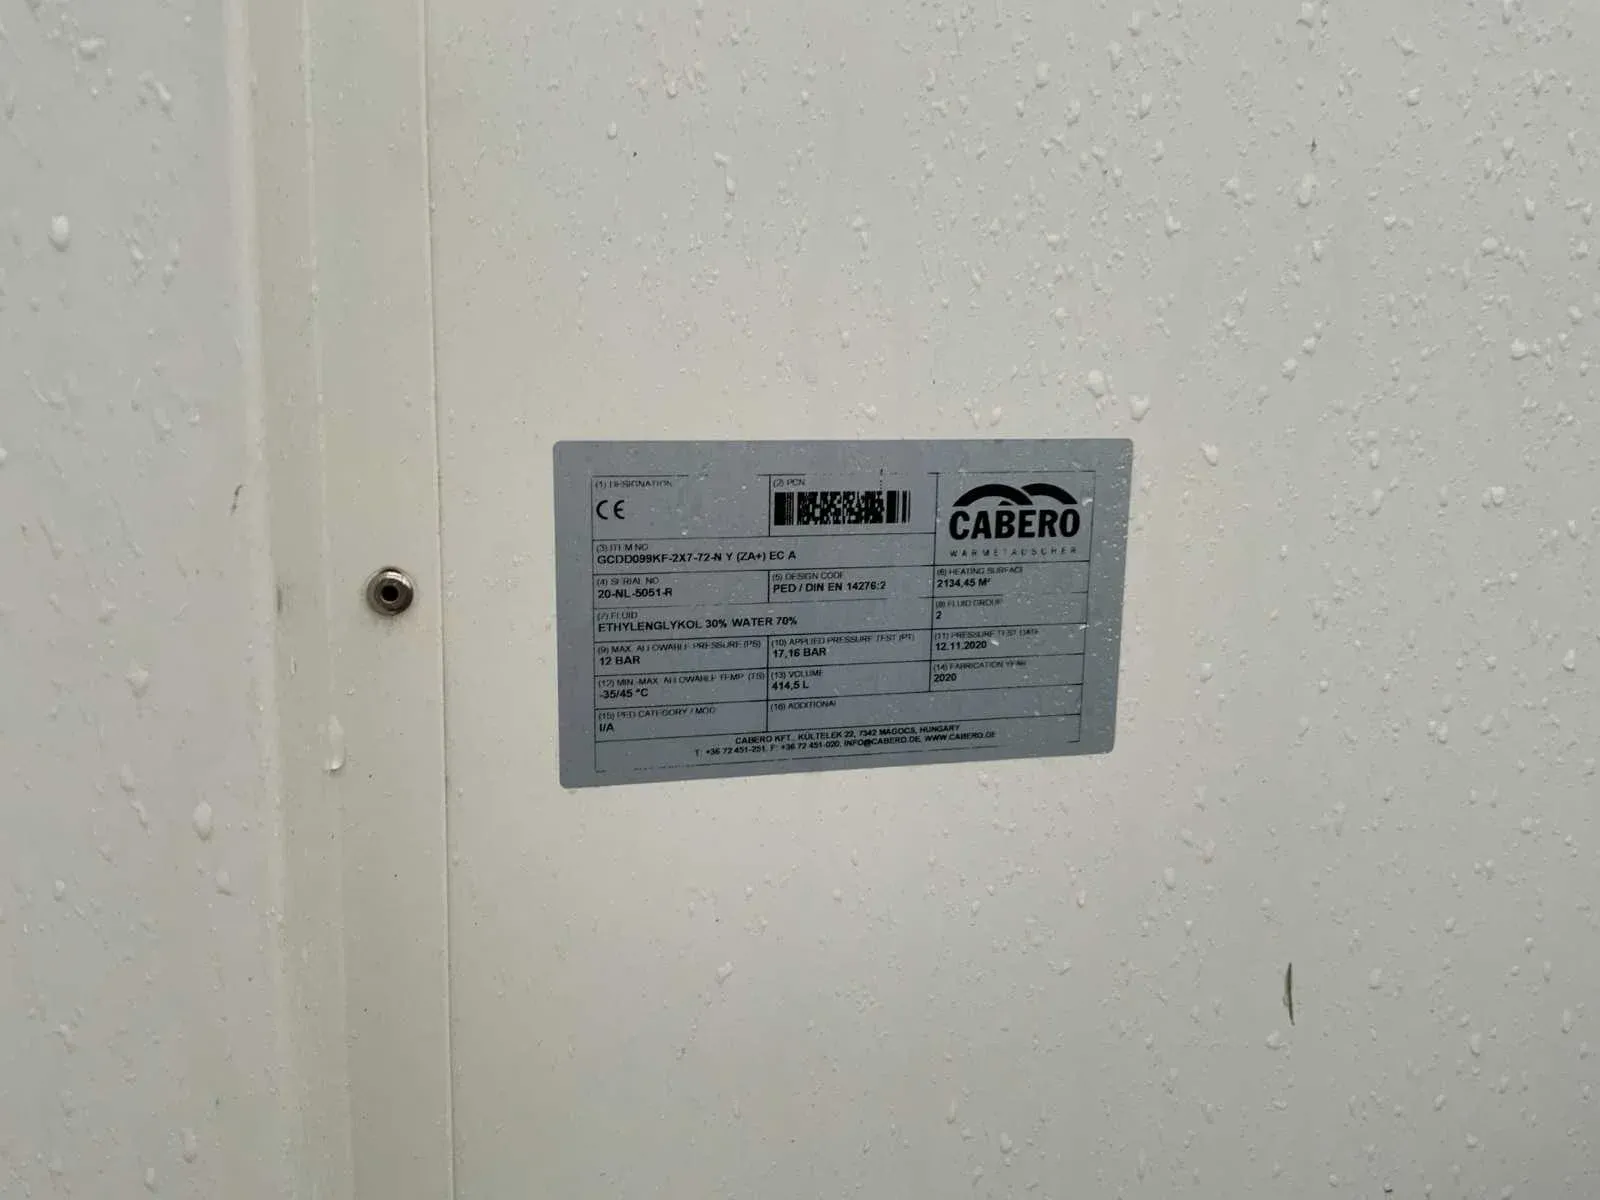 (1) DESIGNATION
CE
(2) PCN
CABERO
WÄRMETAUSCHER
(3) ITEM NO
GCDD099KF-2X7-72-N Y (ZA+) EC A
(4) SERIAL NO
20-NL-5051-R
(5) DESIGN CODE
PED / DIN EN 14276:2
(6) HEATING SURFACE
2134,45 M²
(7) FLUID
ETHYLENGLYKOL 30% WATER 70%
(8) FLUID GROUP
2
(9) MAX. ALLOWABLE PRESSURE (PS)
12 BAR
(10) APPLIED PRESSURE TEST (PT)
17,16 BAR
(11) PRESSURE TEST DATE
12.11.2020
(12) MIN.-MAX. ALLOWABLE TEMP. (TS)
-35/45 °C
(13) VOLUME
414,5 L
(14) FABRICATION YEAR
2020
(15) PED CATEGORY / MOD
I/A
(16) ADDITIONAL
CABERO KFT., KÜLTELEK 22, 7342 MAGOCS, HUNGARY
T: +36 72 451-251, F: +36 72 451-020, INFO@CABERO.DE, WWW.CABERO.DE